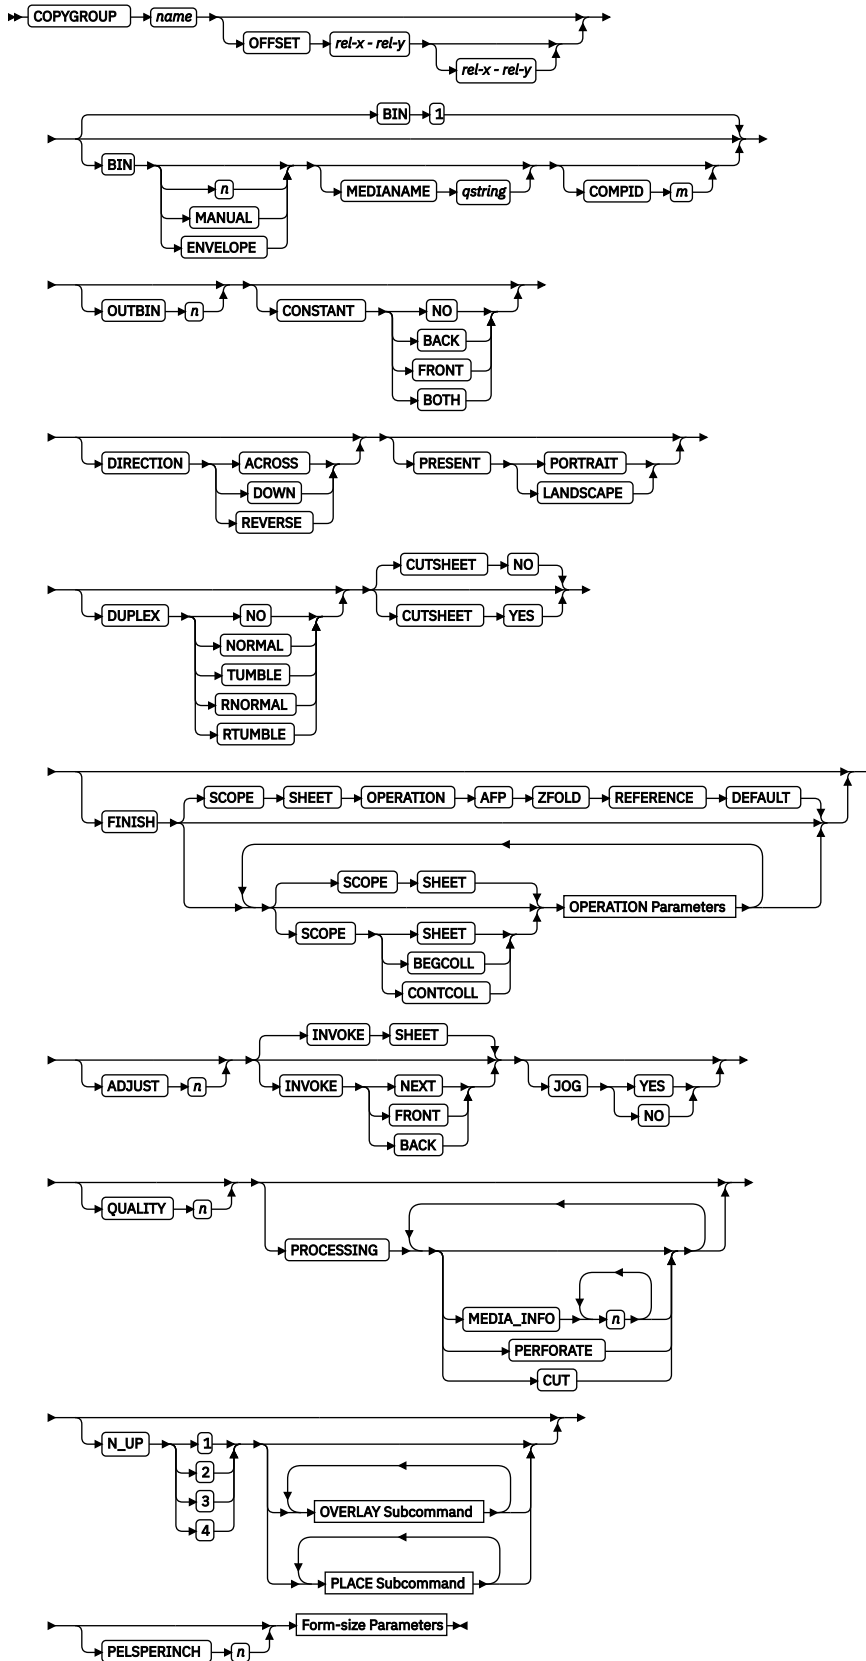 COPYGROUP name
OFFSET rel-x - rel-y
rel-x - rel-y
BIN 1
BIN
n MEDIANAME qstring COMPID m
MANUAL
ENVELOPE
OUTBIN n CONSTANT NO
BACK
FRONT
BOTH
DIRECTION ACROSS PRESENT PORTRAIT
DOWN LANDSCAPE
REVERSE
CUTSHEET NO
DUPLEX NO CUTSHEET YES
NORMAL
TUMBLE
RNORMAL
RTUMBLE
SCOPE SHEET OPERATION AFP ZFOLD REFERENCE DEFAULT
FINISH
SCOPE SHEET
OPERATION Parameters
SCOPE SHEET
BEGCOLL
CONTCOLL
INVOKE SHEET
ADJUST n INVOKE NEXT JOG YES
FRONT NO
BACK
QUALITY n
PROCESSING
MEDIA_INFO n
PERFORATE
CUT
N_UP 1
2
3
OVERLAY Subcommand
4
PLACE Subcommand
Form-size Parameters
PELSPERINCH n